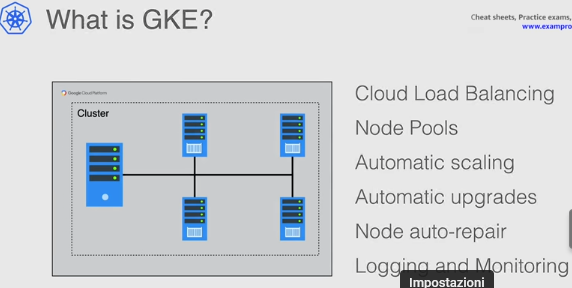 What is GKE?
Cheat sheets, Practice exams,
www.exampro
Google Cloud Platform
Cluster
Cloud Load Balancing
Node Pools
Automatic scaling
Automatic upgrades
Node auto-repair
Logging and Monitoring
Impostazioni